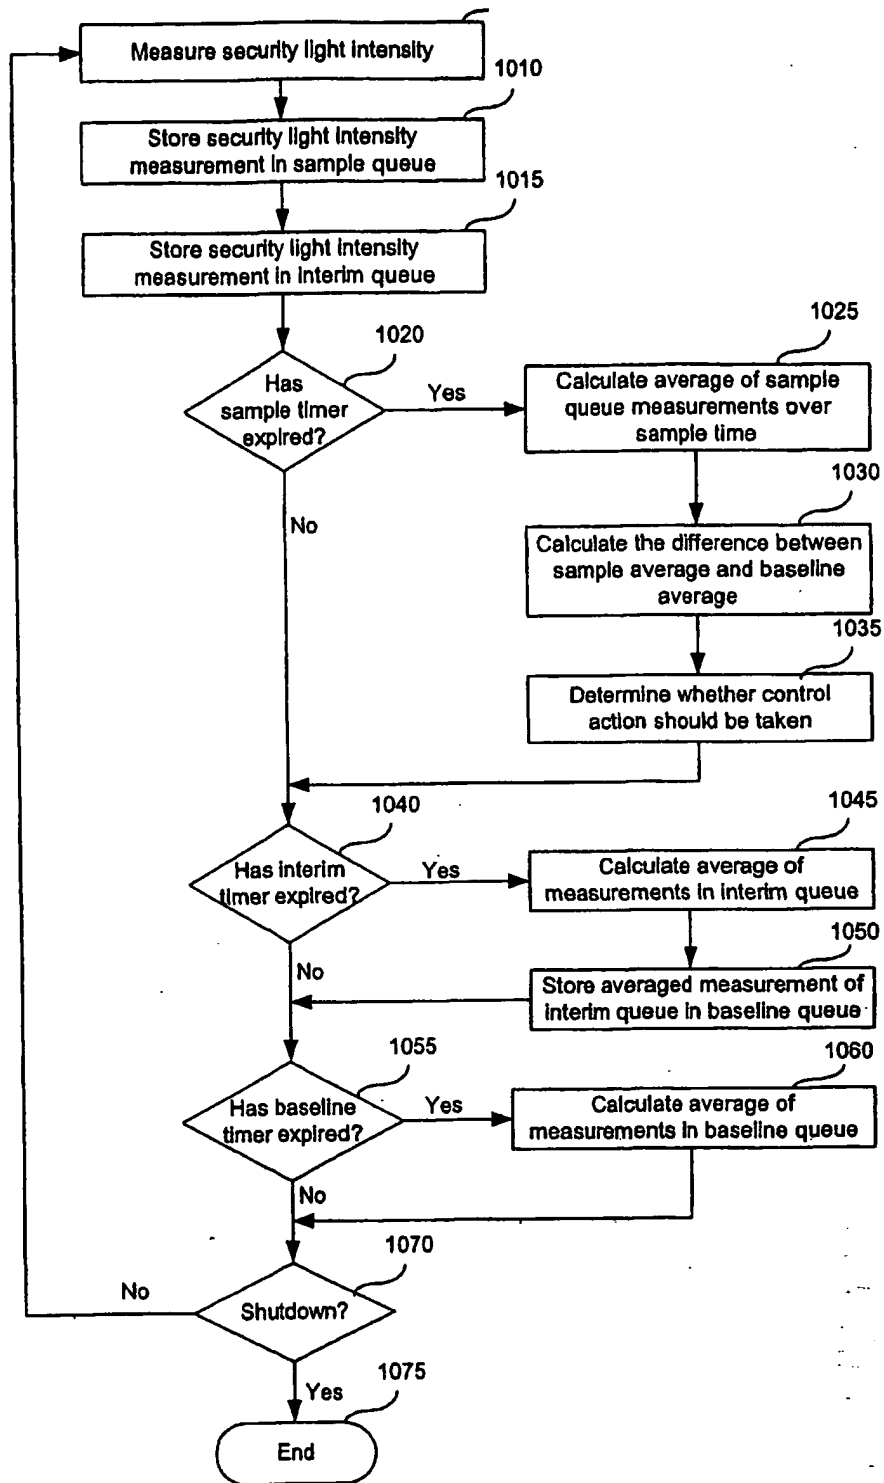 Measure security light intensity
1010
Store security light intensity
measurement in sample queue
1015
Store security light intensity
measurement in interim queue
1020
Has
sample timer
expired?
Yes
1025
Calculate average of sample
queue measurements over
sample time
No
1030
Calculate the difference between
sample average and baseline
average
1035
Determine whether control
action should be taken
1040
Has interim
timer expired?
Yes
1045
Calculate average of
measurements in interim queue
No
1050
Store averaged measurement of
interim queue in baseline queue
1055
Has baseline
timer expired?
Yes
1060
Calculate average of
measurements in baseline queue
No
1070
Shutdown?
No
Yes
1075
End